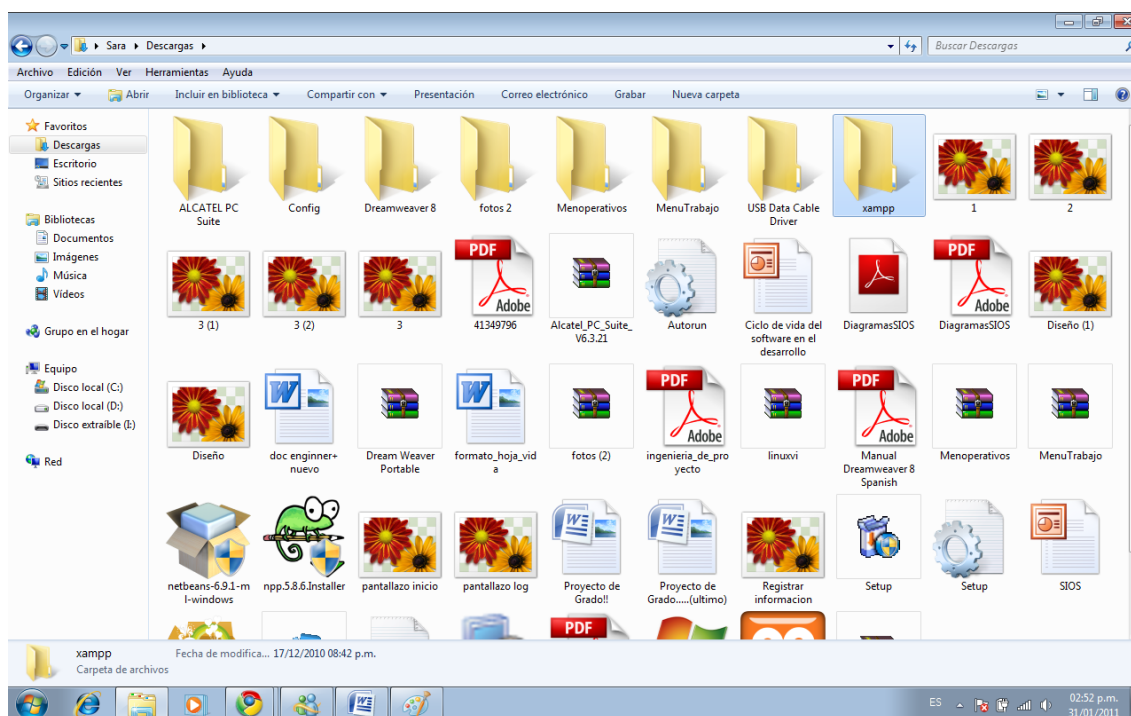 Sara ▸ Descargas ▸
Buscar Descargas
Archivo Edición Ver Herramientas Ayuda
Organizar Abrir Incluir en biblioteca Compartir con Presentación Correo electrónico Grabar Nueva carpeta
Favoritos
Descargas
Escritorio
Sitios recientes
Bibliotecas
Documentos
Imágenes
Música
Vídeos
Grupo en el hogar
Equipo
Disco local (C:)
Disco local (D:)
Disco extraíble (I:)
Red
ALCATEL PC
Suite
Config
Dreamweaver 8
fotos 2
Menoperativos
MenuTrabajo
USB Data Cable
Driver
xampp
1
2
3 (1)
3 (2)
3
PDF
Adobe
41349796
Alcatel_PC_Suite_
V6.3.21
Autorun
Ciclo de vida del
software en el
desarrollo
DiagramasSIOS
PDF
Adobe
DiagramasSIOS
Diseño (1)
Diseño
doc enginner+
nuevo
Dream Weaver
Portable
formato_hoja_vid
a
fotos (2)
PDF
Adobe
ingenieria_de_pro
yecto
linuxvi
PDF
Adobe
Manual
Dreamweaver 8
Spanish
Menoperativos
MenuTrabajo
netbeans-6.9.1-m
l-windows
npp.5.8.6.Installer
pantallazo inicio
pantallazo log
Proyecto de
Grado!!
Proyecto de
Grado.....(ultimo)
Registrar
informacion
Setup
Setup
SIOS
PDF
xampp Fecha de modifica... 17/12/2010 08:42 p.m.
Carpeta de archivos
ES
02:52 p.m.
31/01/2011